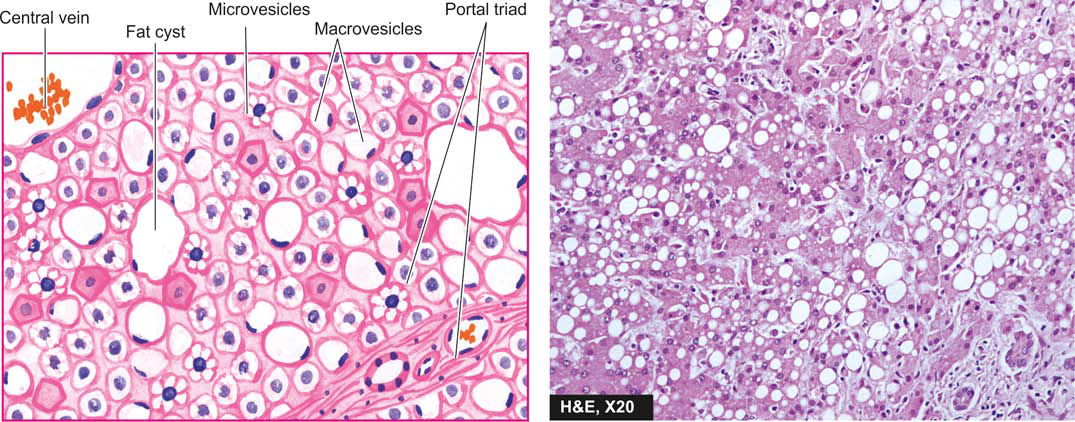 Central vein
Fat cyst
Microvesicles
Macrovesicles
Portal triad
H&E, X20